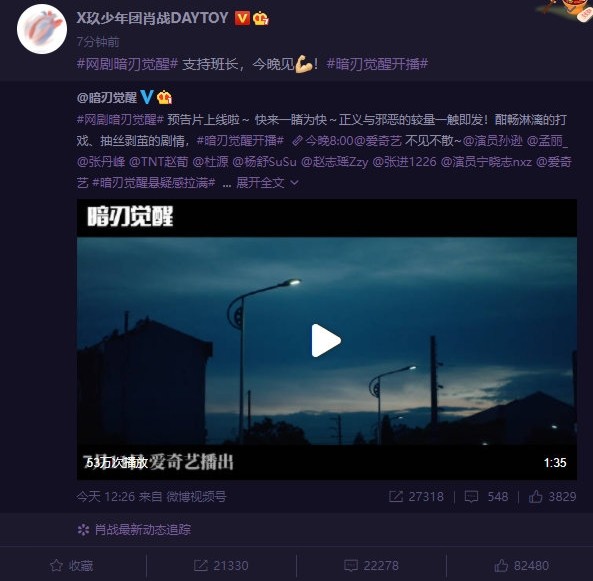 X玖少年团肖战DAYTOY
7分钟前
#网剧暗刃觉醒# 支持班长，今晚见💪！#暗刃觉醒开播#
@暗刃觉醒
#网剧暗刃觉醒# 预告片上线啦～ 快来一睹为快～正义与邪恶的较量一触即发！酣畅淋漓的打
戏、抽丝剥茧的剧情，#暗刃觉醒开播# 今晚8:00@爱奇艺 不见不散~@演员孙逊 @孟丽_
@张丹峰 @TNT赵荀 @杜源 @杨舒SuSu @赵志瑶Zzy @张进1226 @演员宁晓志nxz @爱奇
艺 #暗刃觉醒悬疑感拉满# ... 展开全文
暗刃觉醒
53万次播放
爱奇艺播出
1:35
今天 12:26 来自 微博视频号
27318
548
3829
肖战最新动态追踪
收藏
21330
22278
82480